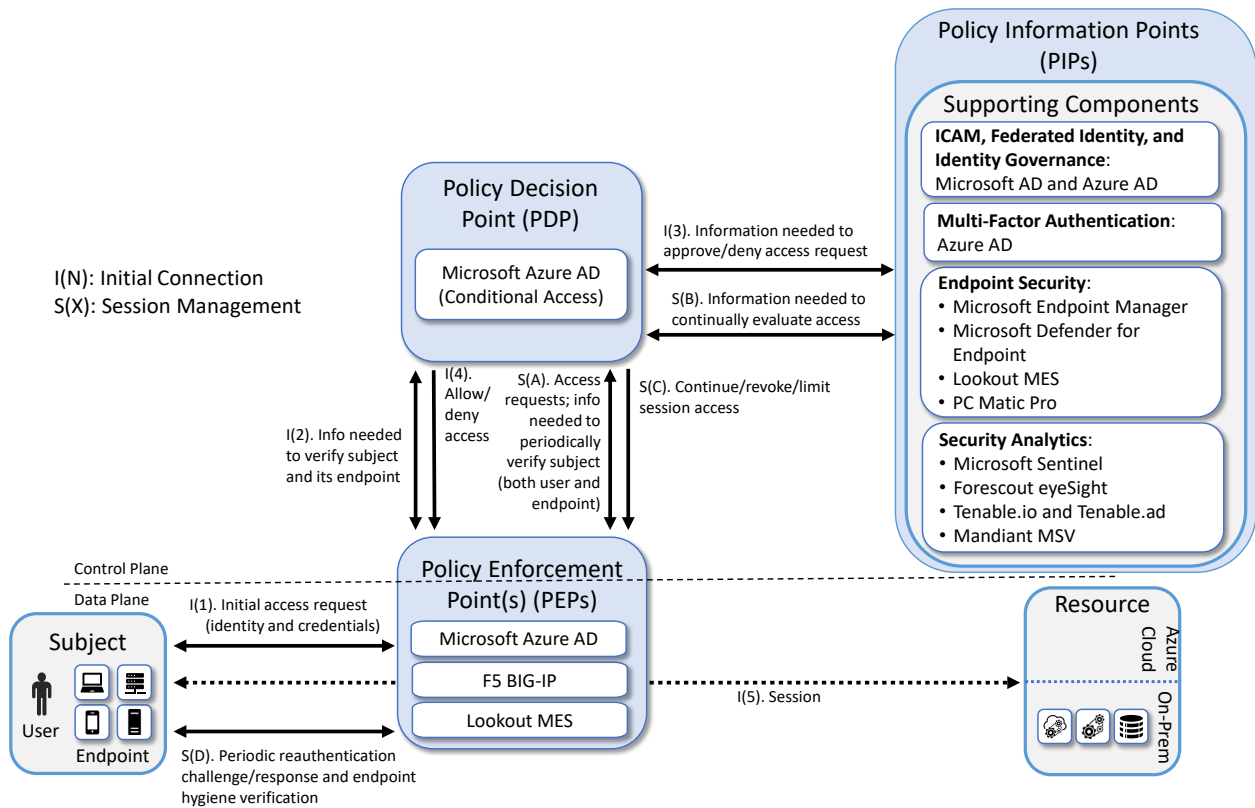 Policy Information Points
(PIPs)
Supporting Components
ICAM, Federated Identity, and
Identity Governance:
Microsoft AD and Azure AD
Multi-Factor Authentication:
Azure AD
Endpoint Security:
• Microsoft Endpoint Manager
• Microsoft Defender for
Endpoint
• Lookout MES
• PC Matic Pro
Security Analytics:
• Microsoft Sentinel
• Forescout eyeSight
• Tenable.io and Tenable.ad
• Mandiant MSV
Policy Decision
Point (PDP)
Microsoft Azure AD
(Conditional Access)
I(3). Information needed to
approve/deny access request
S(B). Information needed to
continually evaluate access
I(N): Initial Connection
S(X): Session Management
I(2). Info needed
to verify subject
and its endpoint
I(4).
Allow/
deny
access
S(A). Access
requests; info
needed to
periodically
verify subject
(both user and
endpoint)
S(C). Continue/revoke/limit
session access
Control Plane
Data Plane
Policy Enforcement
Point(s) (PEPs)
Microsoft Azure AD
F5 BIG-IP
Lookout MES
Subject
User
Endpoint
I(1). Initial access request
(identity and credentials)
S(D). Periodic reauthentication
challenge/response and endpoint
hygiene verification
I(5). Session
Resource
Azure
Cloud
On-Prem